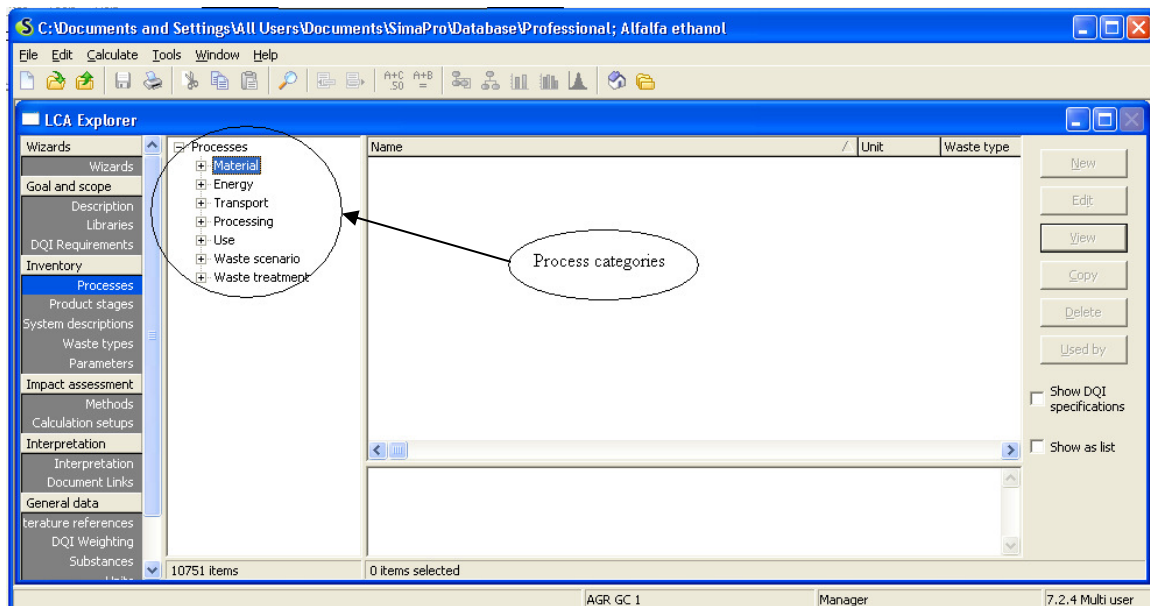 C:\Documents and Settings\All Users\Documents\SimaPro\Database\Professional; Alfalfa ethanol
File Edit Calculate Tools Window Help
A+C .50 A+B =
LCA Explorer
Wizards
Wizards
Goal and scope
Description
Libraries
DQI Requirements
Inventory
Processes
Product stages
System descriptions
Waste types
Parameters
Impact assessment
Methods
Calculation setups
Interpretation
Interpretation
Document Links
General data
terature references
DQI Weighting
Substances
Processes
Material
Energy
Transport
Processing
Use
Waste scenario
Waste treatment
10751 items
Name / Unit Waste type
Process categories
0 items selected
New
Edit
View
Copy
Delete
Used by
Show DQI
specifications
Show as list
AGR GC 1 Manager 7.2.4 Multi user